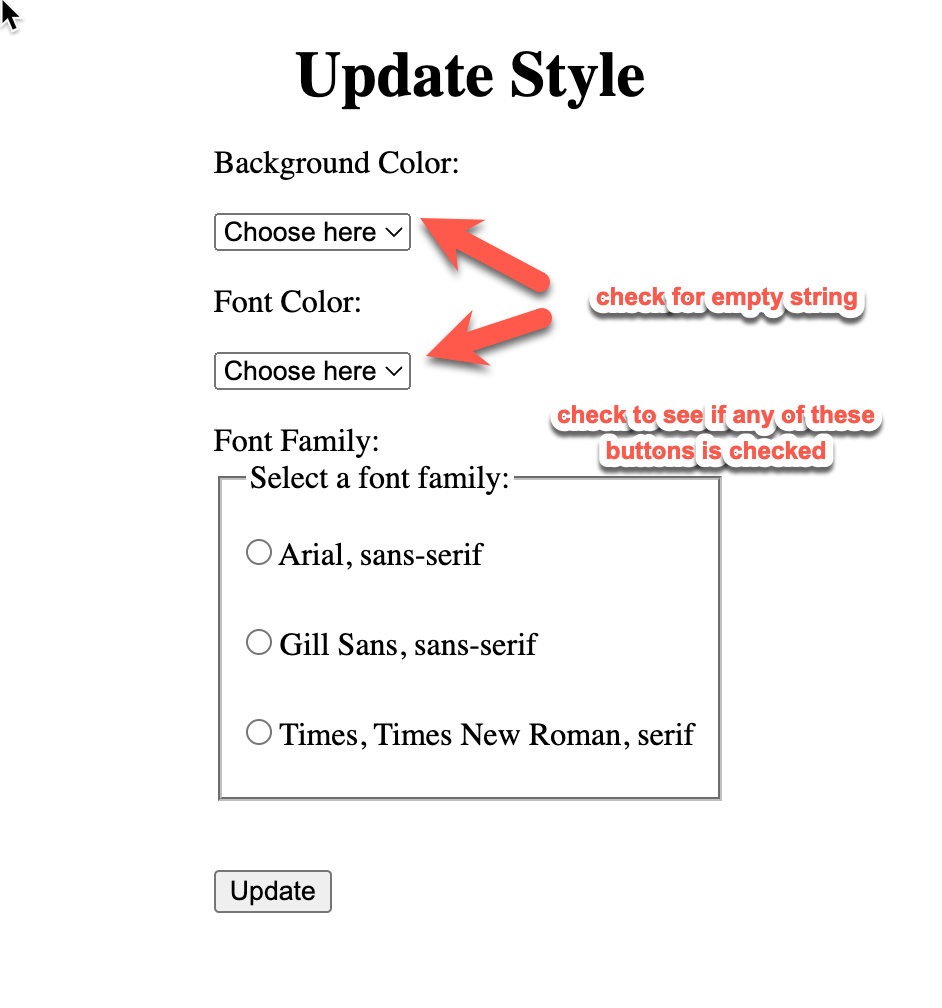 Update Style
Background Color:
Choose here
check for empty string
Font Color:
Choose here
check to see if any of these
buttons is checked
Font Family:
Select a font family:
Arial, sans-serif
Gill Sans, sans-serif
Times, Times New Roman, serif
Update